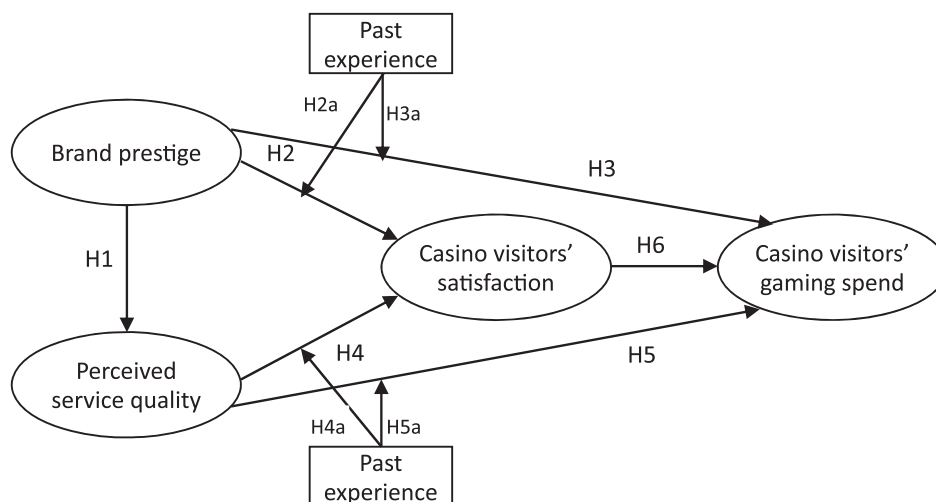 Past
experience
H2a
H3a
Brand prestige
H2
H3
H1
Casino visitors'
satisfaction
H6
Casino visitors'
gaming spend
Perceived
service quality
H4
H5
H4a
H5a
Past
experience